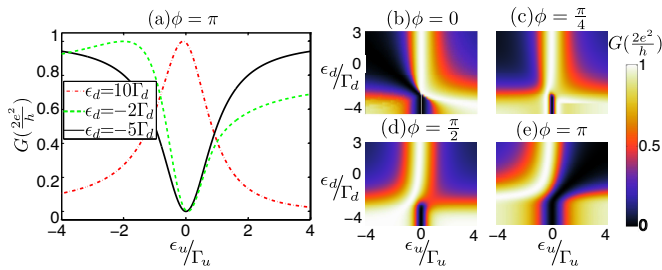 (a)ϕ = π
G(2e²/h)
1
0.8
0.6
0.4
0.2
0
ϵd=10Γd
ϵd=−2Γd
ϵd=−5Γd
−4 −2 0 2 4
ϵu/Γu
(b)ϕ = 0
(c)ϕ = π/4
ϵd/Γd
3
0
−4
G(2e²/h)
1
0.5
0
(d)ϕ = π/2
(e)ϕ = π
ϵd/Γd
3
0
−4
−4 0 4
−4 0 4
ϵu/Γu
ϵu/Γu